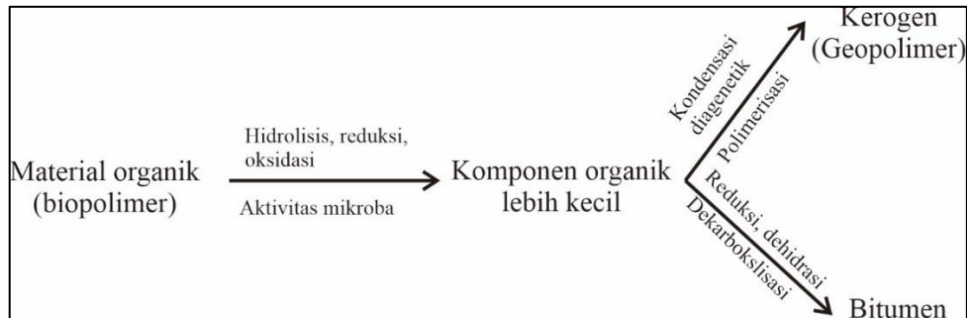 Material organik
(biopolimer)
Hidrolisis, reduksi,
oksidasi
Aktivitas mikroba
Komponen organik
lebih kecil
Kondensasi
diagenetik
Polimerisasi
Kerogen
(Geopolimer)
Reduksi, dehidrasi
Dekarbokslisasi
Bitumen